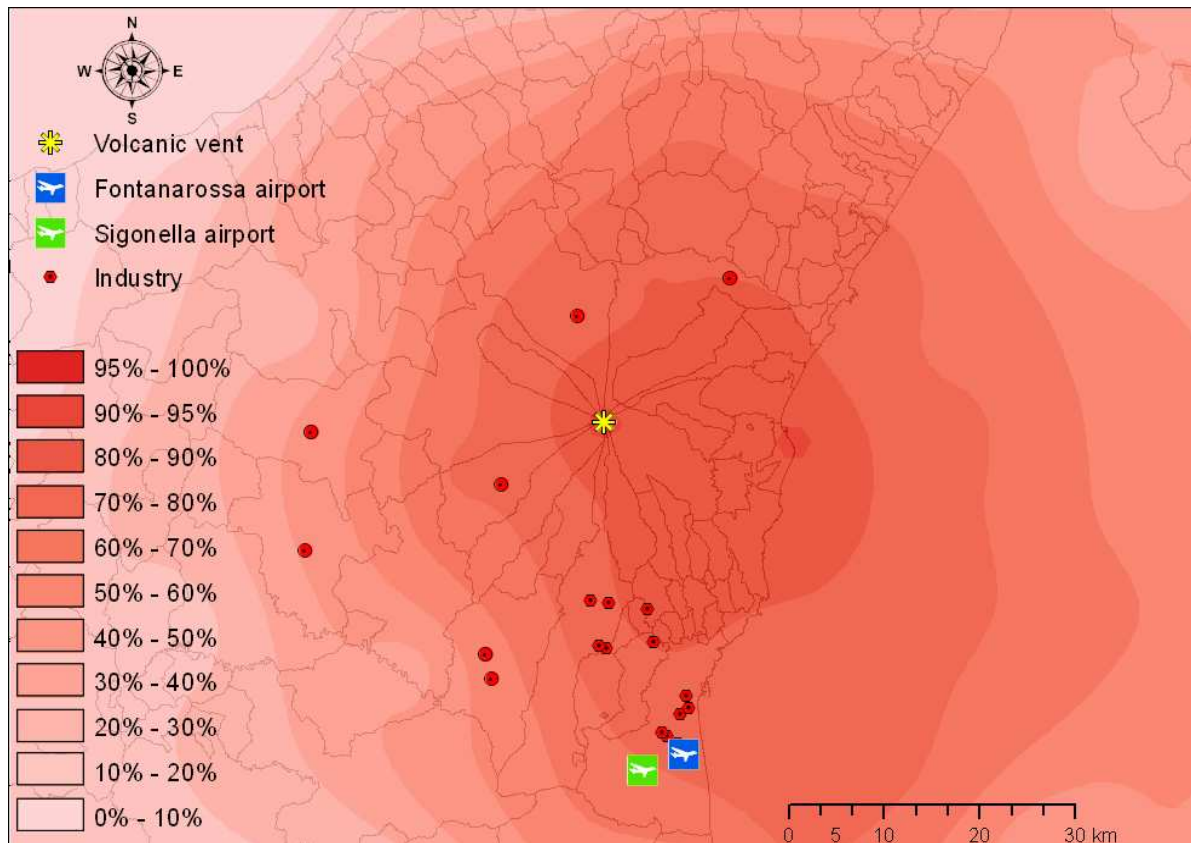 N
W E
S
Volcanic vent
Fontanarossa airport
Sigonella airport
Industry
95% - 100%
90% - 95%
80% - 90%
70% - 80%
60% - 70%
50% - 60%
40% - 50%
30% - 40%
20% - 30%
10% - 20%
0% - 10%
0 5 10 20 30 km